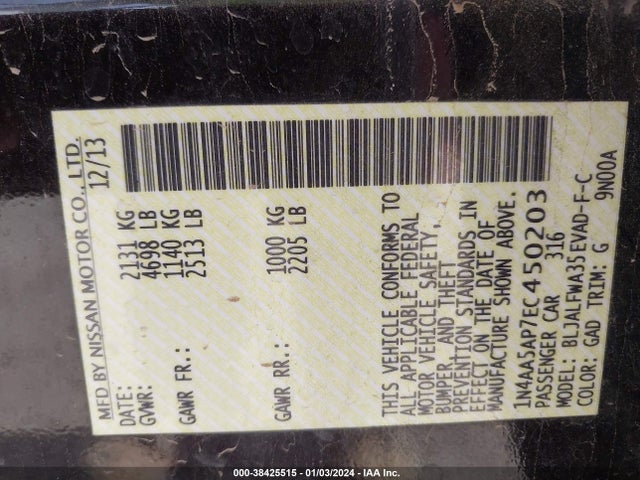 MFD BY NISSAN MOTOR CO., LTD.
DATE: 12/13
GVWR: 2131 KG
4698 LB
GAWR FR.: 1140 KG
2513 LB
GAWR RR.: 1000 KG
2205 LB
THIS VEHICLE CONFORMS TO
ALL APPLICABLE FEDERAL
MOTOR VEHICLE SAFETY,
BUMPER, AND THEFT
PREVENTION STANDARDS IN
EFFECT ON THE DATE OF
MANUFACTURE SHOWN ABOVE.
1N4AA5AP7EC450203
PASSENGER CAR 316
MODEL: BLJALFWA35EVAD-F-C
COLOR: GAD TRIM: G 9N00A
000-38425515 - 01/03/2024 - IAA Inc.